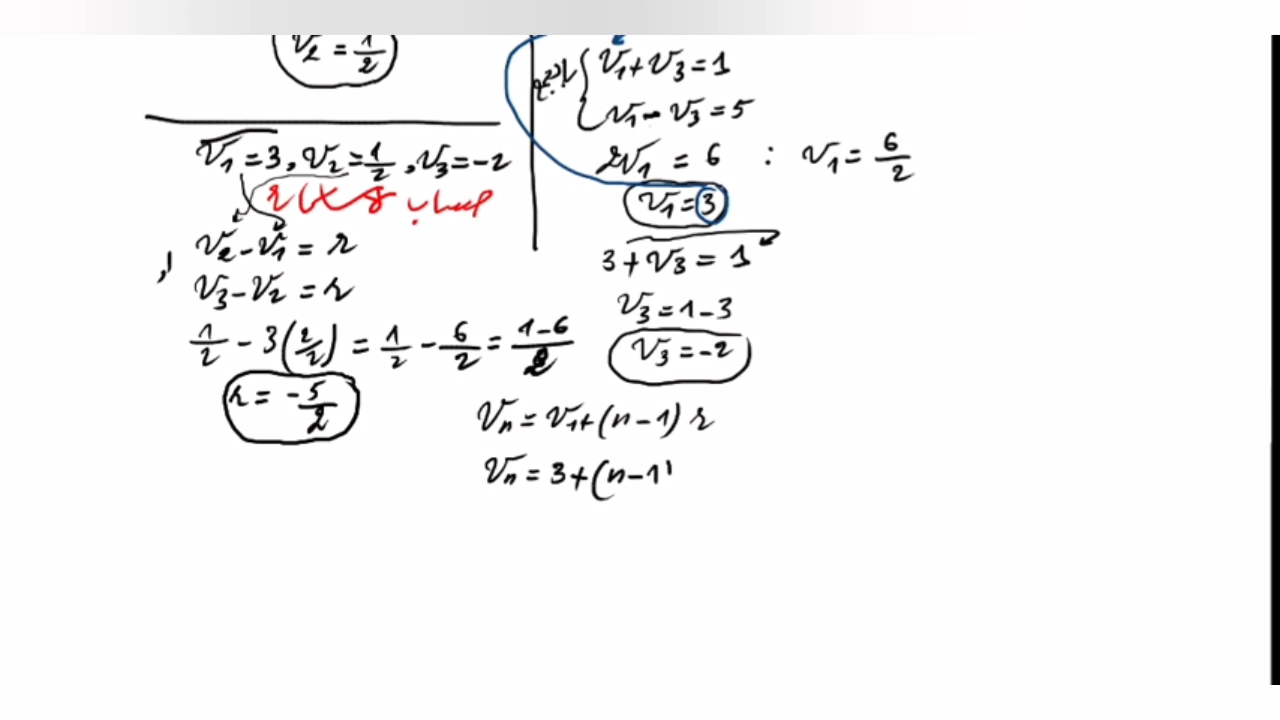 V₂ = 1/2
V₁ = 3, V₂ = 1/2, V₃ = -2
حساب
V₂ - V₁ = r
V₃ - V₂ = r
1/2 - 3(2/2) = 1/2 - 6/2 = (1-6)/2
r = -5/2
V₁ + V₃ = 1
V₁ - V₃ = 5
2V₁ = 6 : V₁ = 6/2
V₁ = 3
3 + V₃ = 1
V₃ = 1 - 3
V₃ = -2
Vₙ = V₁ + (n - 1) r
Vₙ = 3 + (n - 1)